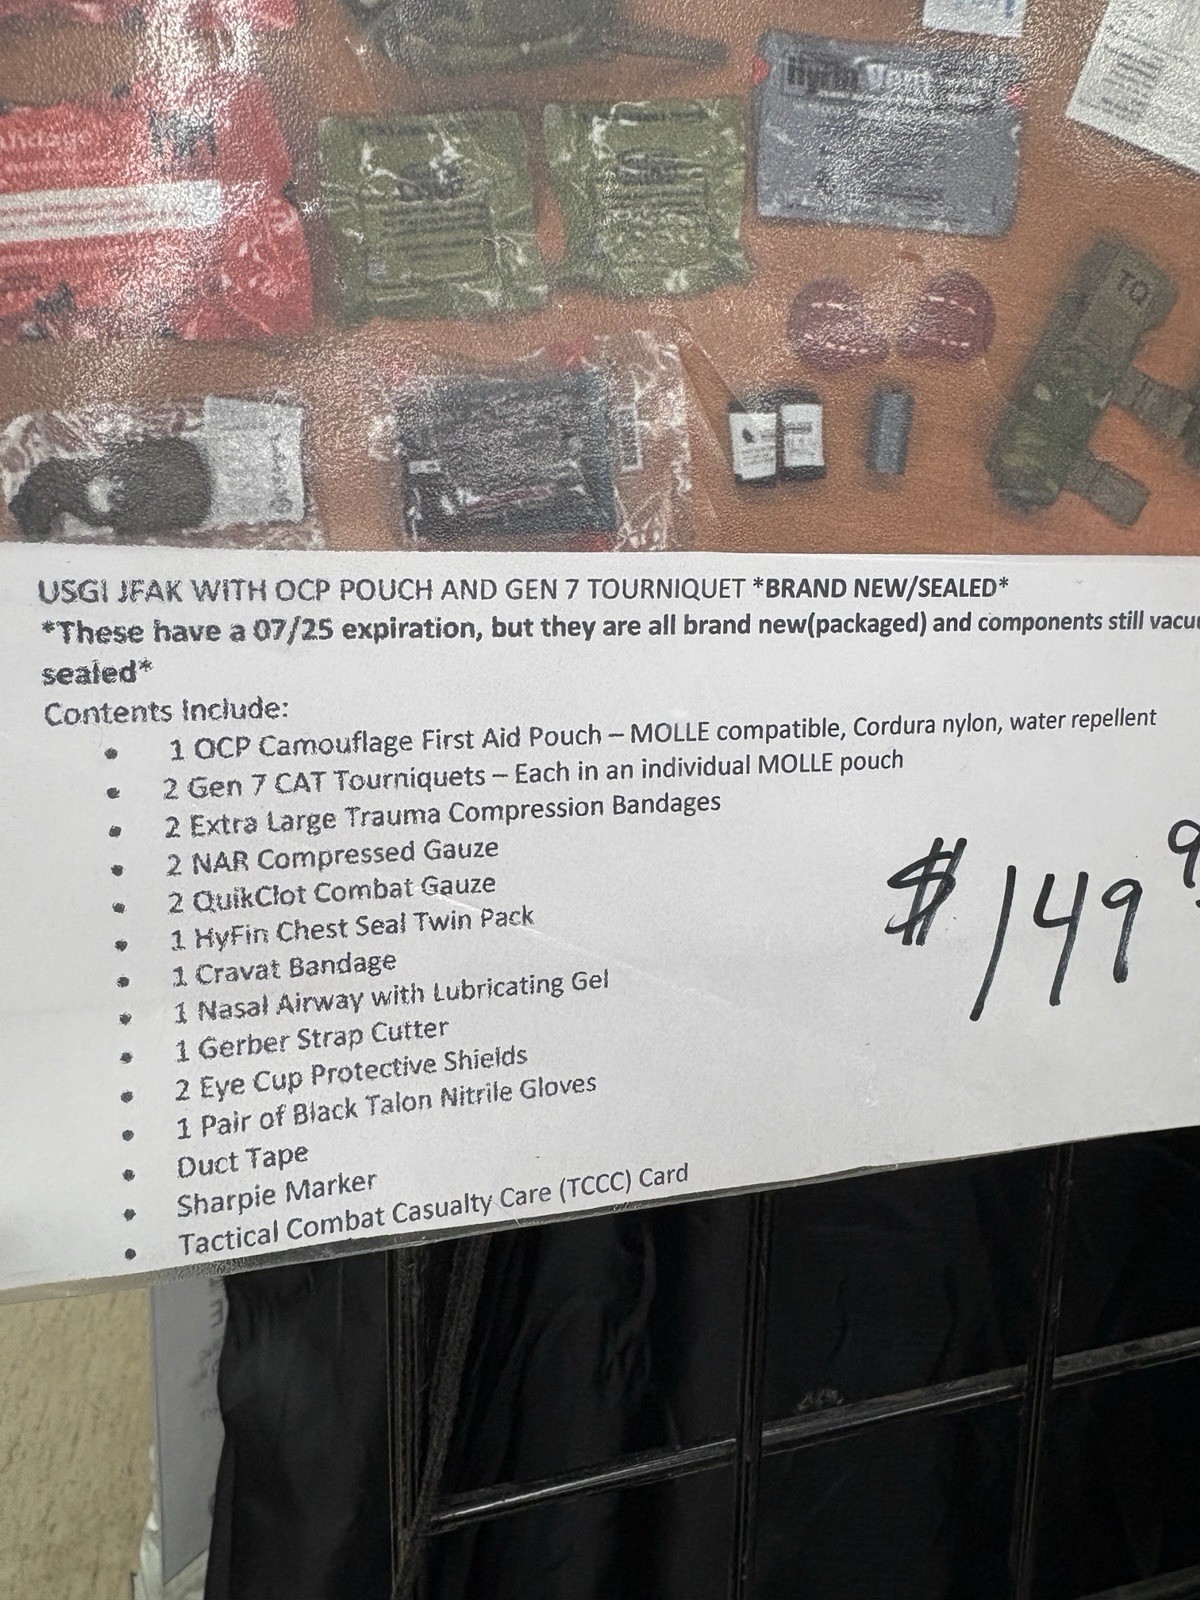 HyFin Vent
TQ
USGI JFAK WITH OCP POUCH AND GEN 7 TOURNIQUET *BRAND NEW/SEALED*
*These have a 07/25 expiration, but they are all brand new(packaged) and components still
sealed*
Contents Include:
• 1 OCP Camouflage First Aid Pouch – MOLLE compatible, Cordura nylon, water repellent
• 2 Gen 7 CAT Tourniquets – Each in an individual MOLLE pouch
• 2 Extra Large Trauma Compression Bandages
• 2 NAR Compressed Gauze
• 2 QuikClot Combat Gauze
• 1 HyFin Chest Seal Twin Pack
• 1 Cravat Bandage
• 1 Nasal Airway with Lubricating Gel
• 1 Gerber Strap Cutter
• 2 Eye Cup Protective Shields
• 1 Pair of Black Talon Nitrile Gloves
• Duct Tape
• Sharpie Marker
• Tactical Combat Casualty Care (TCCC) Card
$149 9